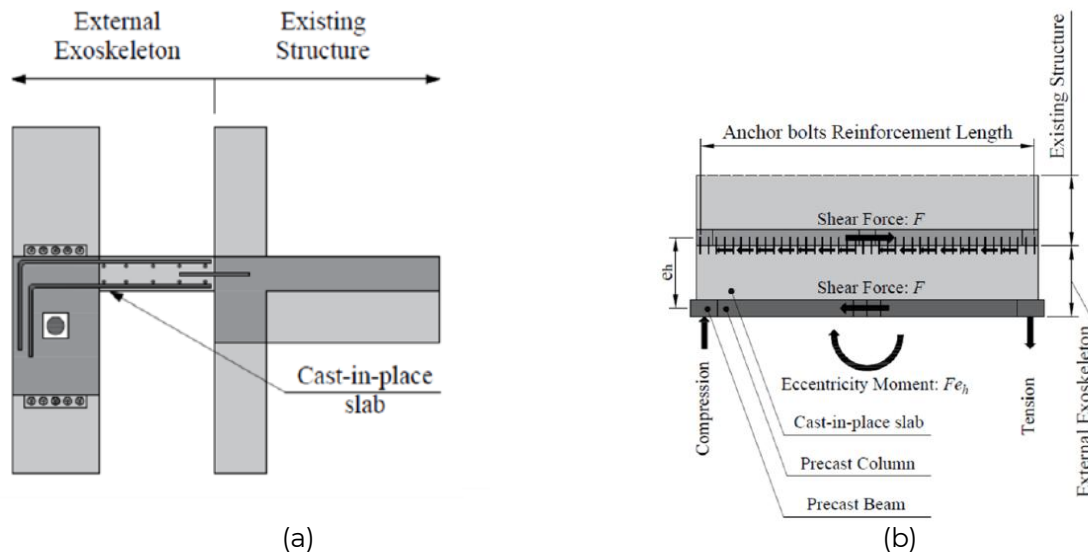 External
Exoskeleton
Existing
Structure
Cast-in-place
slab
(a)
Anchor bolts Reinforcement Length
Existing Structure
Shear Force: F
eh
Shear Force: F
Compression
Eccentricity Moment: Feₕ
Tension
External Exoskeleton
Cast-in-place slab
Precast Column
Precast Beam
(b)